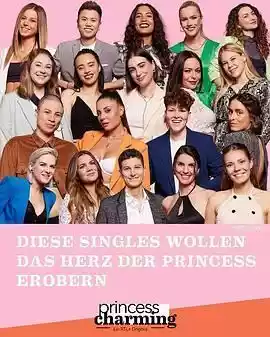 DIESE SINGLES WOLLEN
DAS HERZ DER PRINCESS
EROBERN
princess
charming